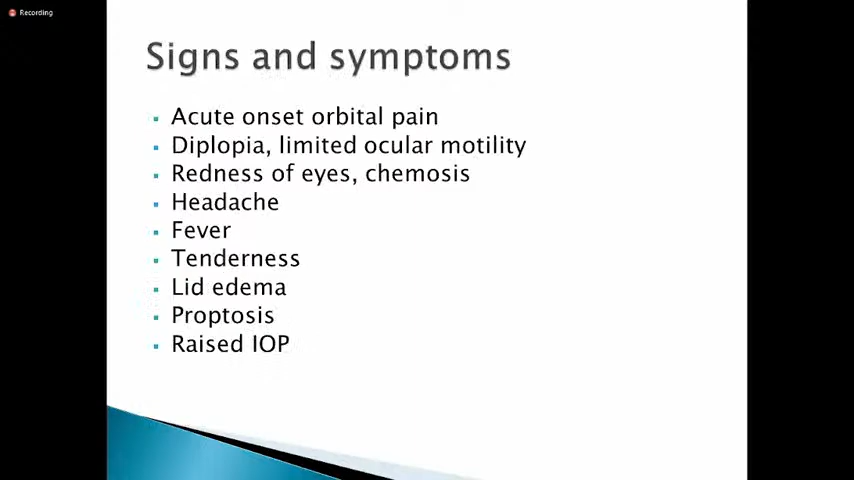 Recording
Signs and symptoms
Acute onset orbital pain
Diplopia, limited ocular motility
Redness of eyes, chemosis
Headache
Fever
Tenderness
Lid edema
Proptosis
Raised IOP